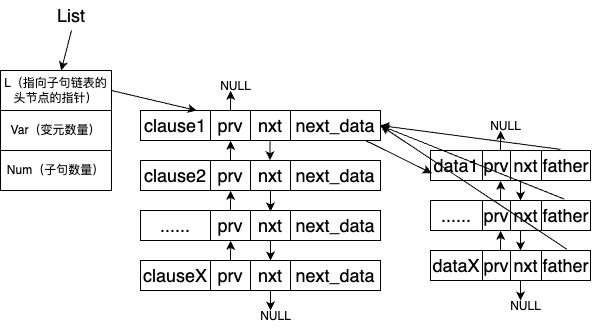 List
L（指向子句链表的
头节点的指针）
Var（变元数量）
Num（子句数量）
NULL
clause1 prv nxt next_data
clause2 prv nxt next_data
...... prv nxt next_data
clauseX prv nxt next_data
NULL
NULL
data1 prv nxt father
...... prv nxt father
dataX prv nxt father
NULL